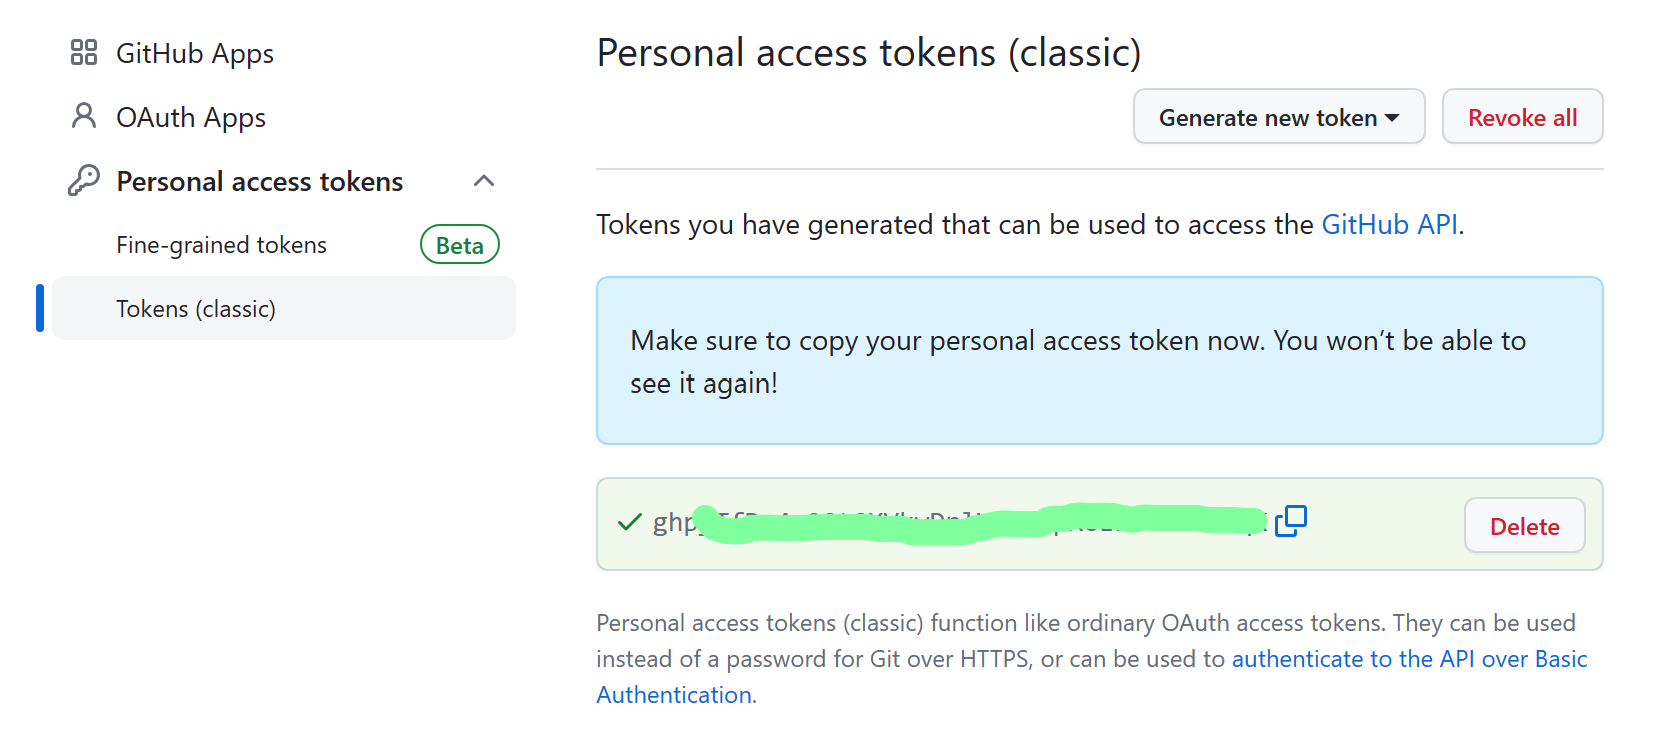 GitHub Apps
OAuth Apps
Personal access tokens
Fine-grained tokens
Beta
Tokens (classic)
Personal access tokens (classic)
Generate new token
Revoke all
Tokens you have generated that can be used to access the GitHub API.
Make sure to copy your personal access token now. You won’t be able to
see it again!
Delete
Personal access tokens (classic) function like ordinary OAuth access tokens. They can be used
instead of a password for Git over HTTPS, or can be used to authenticate to the API over Basic
Authentication.